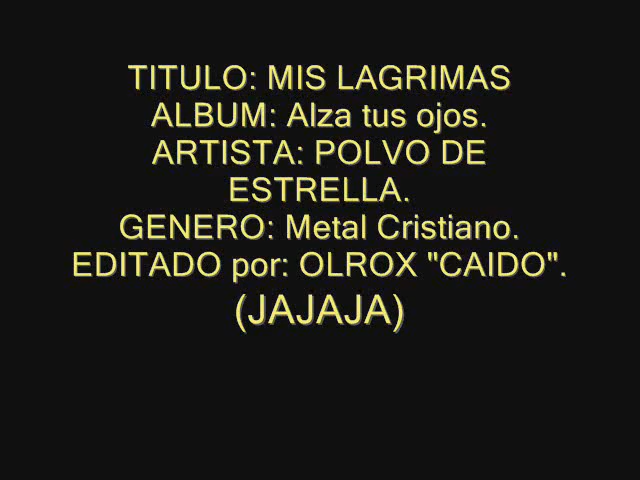 TITULO: MIS LAGRIMAS
ALBUM: Alza tus ojos.
ARTISTA: POLVO DE
ESTRELLA.
GENERO: Metal Cristiano.
EDITADO por: OLROX "CAIDO".
(JAJAJA)